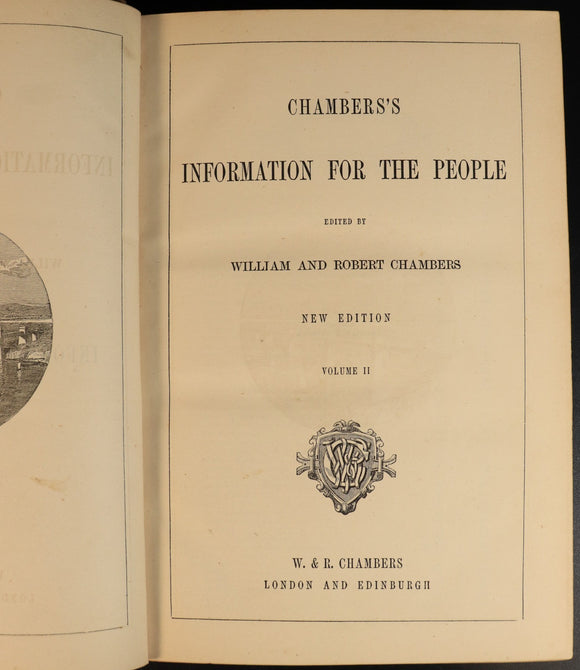 CHAMBERS'S
INFORMATION FOR THE PEOPLE
EDITED BY
WILLIAM AND ROBERT CHAMBERS
NEW EDITION
VOLUME II
W. & R. CHAMBERS
LONDON AND EDINBURGH